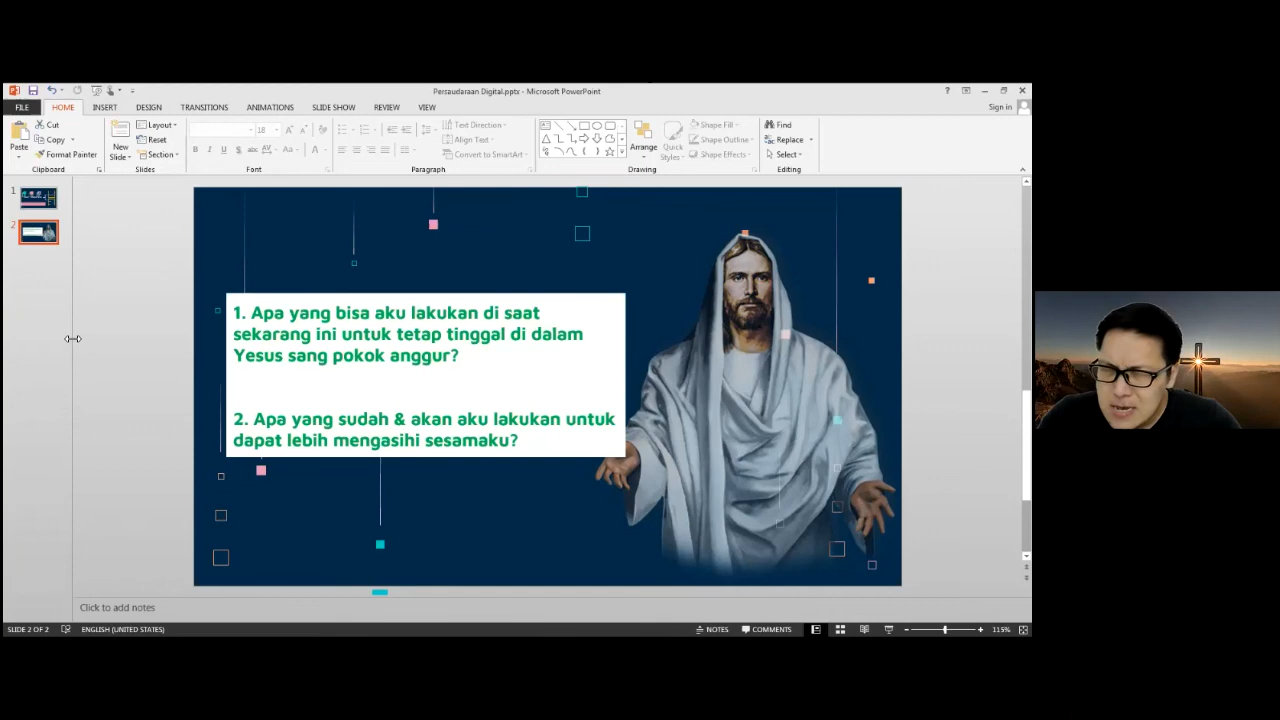 Persaudaraan Digital.pptx - Microsoft PowerPoint
Sign in
FILE HOME INSERT DESIGN TRANSITIONS ANIMATIONS SLIDE SHOW REVIEW VIEW
Paste
Cut
Copy
Format Painter
Clipboard
New
Slide
Layout
Reset
Section
Slides
18
Font
Text Direction
Align Text
Convert to SmartArt
Paragraph
Arrange
Quick
Styles
Shape Fill
Shape Outline
Shape Effects
Drawing
Find
Replace
Select
Editing
1
2
1. Apa yang bisa aku lakukan di saat
sekarang ini untuk tetap tinggal di dalam
Yesus sang pokok anggur?
2. Apa yang sudah & akan aku lakukan untuk
dapat lebih mengasihi sesamaku?
Click to add notes
SLIDE 2 OF 2 ENGLISH (UNITED STATES) NOTES COMMENTS 115%